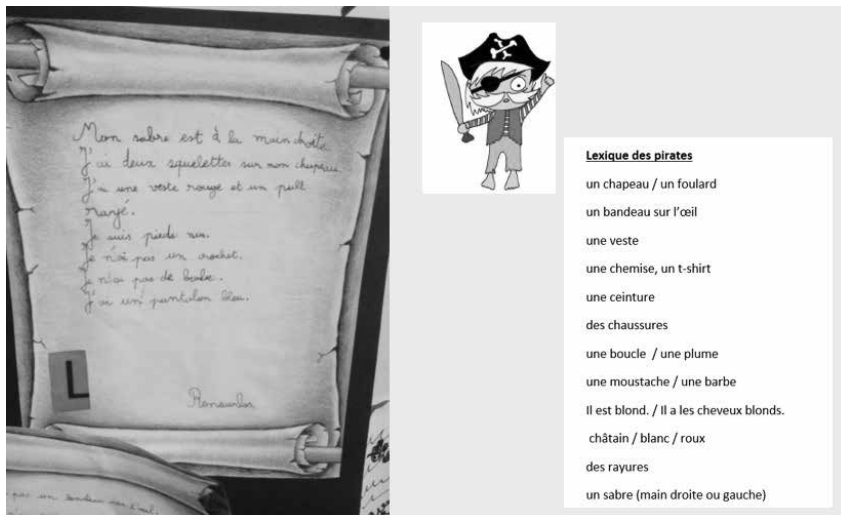 Mon sabre est à la main droite.
J'ai deux squelettes sur mon chapeau.
J'ai une veste rouge et un pull
rayé.
Je suis pieds nus.
Je n'ai pas un crochet.
Je n'ai pas de barbe.
J'ai un pantalon bleu.
L
pas un bandeau
Lexique des pirates
un chapeau / un foulard
un bandeau sur l'œil
une veste
une chemise, un t-shirt
une ceinture
des chaussures
une boucle / une plume
une moustache / une barbe
Il est blond. / Il a les cheveux blonds.
châtain / blanc / roux
des rayures
un sabre (main droite ou gauche)